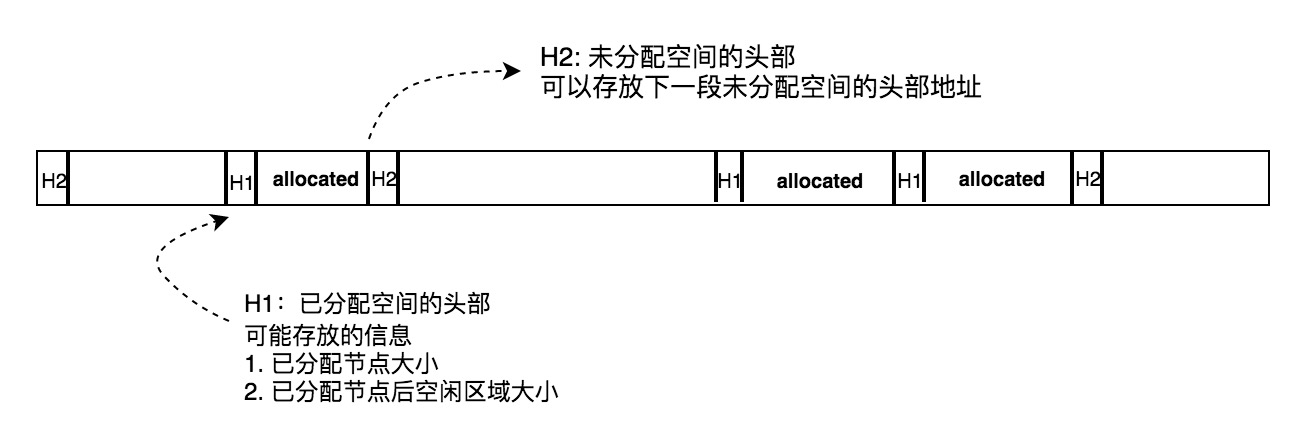 H2: 未分配空间的头部
可以存放下一段未分配空间的头部地址
H2 H1 allocated H2 H1 allocated H1 allocated H2
H1：已分配空间的头部
可能存放的信息
1. 已分配节点大小
2. 已分配节点后空闲区域大小